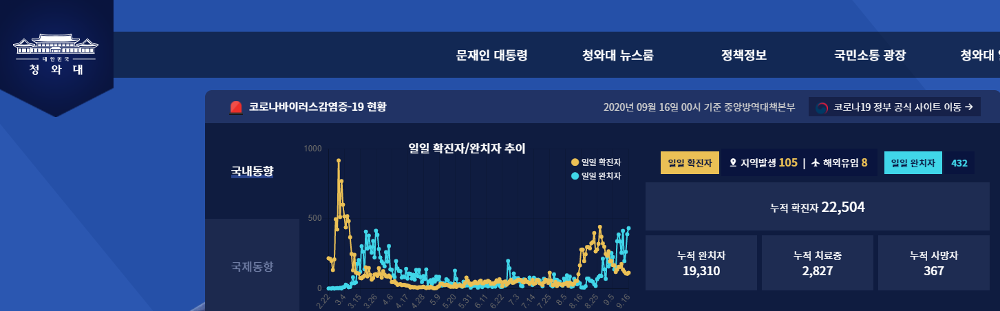 대한민국
청와대
문재인 대통령
청와대 뉴스룸
정책정보
국민소통 광장
청와대
코로나바이러스감염증-19 현황
2020년 09월 16일 00시 기준 중앙방역대책본부
코로나19 정부 공식 사이트 이동 →
국내동향
국제동향
일일 확진자/완치자 추이
일일 확진자
일일 완치자
1000
500
0
2.22 3.4 3.15 3.26 4.6 4.17 4.28 5.9 5.20 5.31 6.11 6.22 7.3 7.14 7.25 8.5 8.16 8.25 9.5 9.16
일일 확진자 지역발생 105 | 해외유입 8 일일 완치자 432
누적 확진자 22,504
누적 완치자 누적 치료중 누적 사망자
19,310 2,827 367